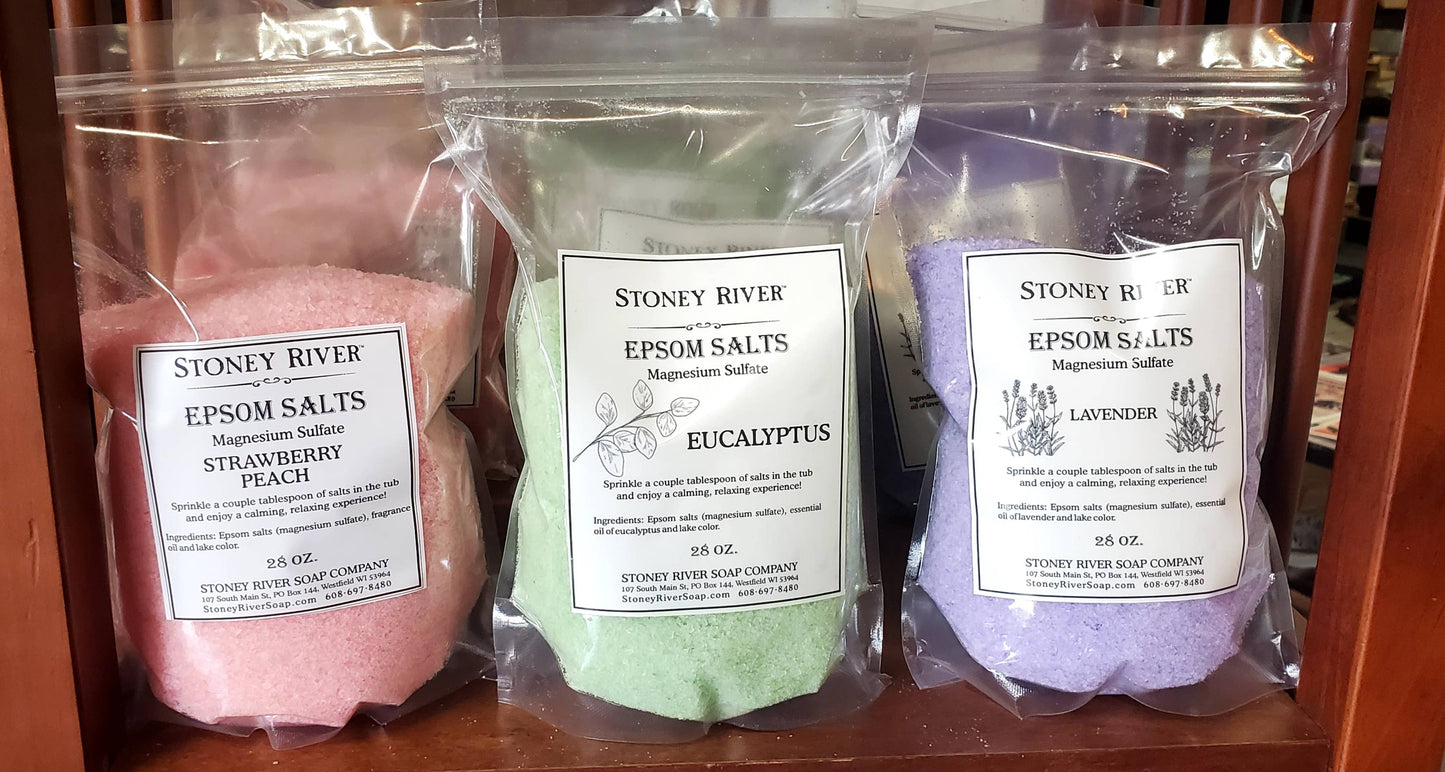 STONEY RIVER™
EPSOM SALTS
Magnesium Sulfate
STRAWBERRY
PEACH
Sprinkle a couple tablespoon of salts in the tub
and enjoy a calming, relaxing experience!
Ingredients: Epsom salts (magnesium sulfate), fragrance
oil and lake color.
28 OZ.
STONEY RIVER SOAP COMPANY
107 South Main St, PO Box 144, Westfield WI 53964
StoneyRiverSoap.com 608·697·8480
STONEY RIVER
STONEY RIVER™
EPSOM SALTS
Magnesium Sulfate
EUCALYPTUS
Sprinkle a couple tablespoon of salts in the tub
and enjoy a calming, relaxing experience!
Ingredients: Epsom salts (magnesium sulfate), essential
oil of eucalyptus and lake color.
28 OZ.
STONEY RIVER SOAP COMPANY
107 South Main St, PO Box 144, Westfield WI 53964
StoneyRiverSoap.com 608·697·8480
STONEY RIVER™
EPSOM SALTS
Magnesium Sulfate
LAVENDER
Sprinkle a couple tablespoon of salts in the tub
and enjoy a calming, relaxing experience!
Ingredients: Epsom salts (magnesium sulfate), essential
oil of lavender and lake color.
28 OZ.
STONEY RIVER SOAP COMPANY
107 South Main St, PO Box 144, Westfield WI 53964
StoneyRiverSoap.com 608·697·8480